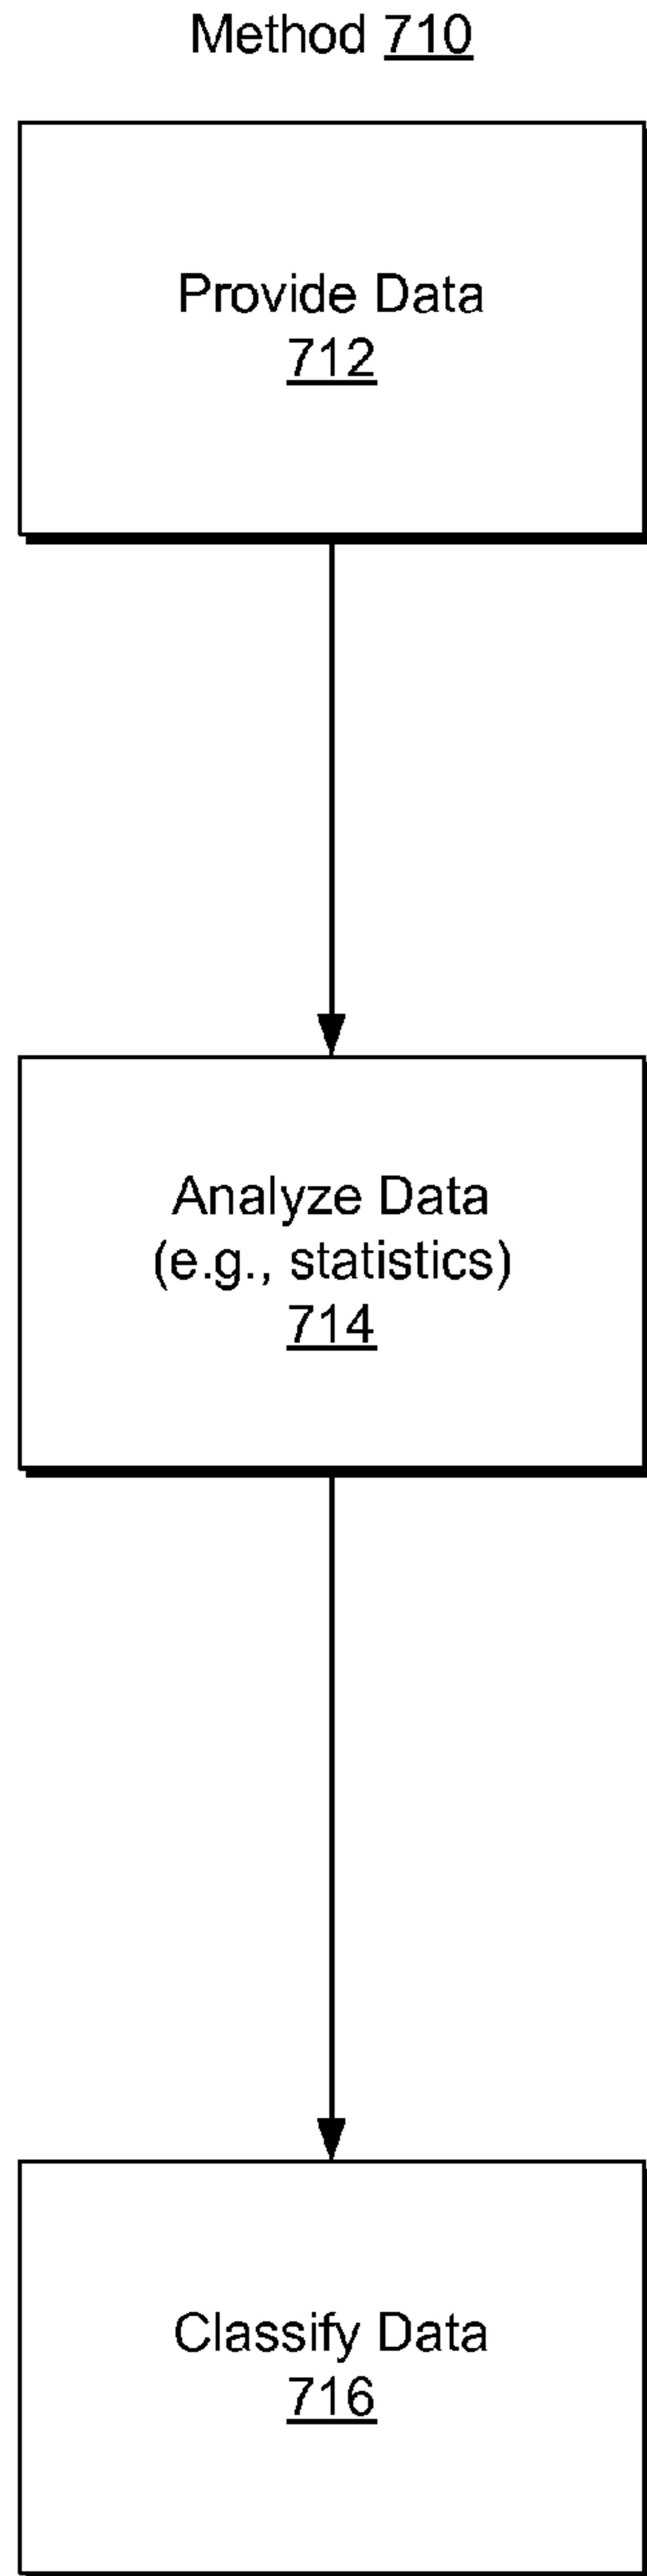 Method 710
Provide Data
712
Analyze Data
(e.g., statistics)
714
Classify Data
716